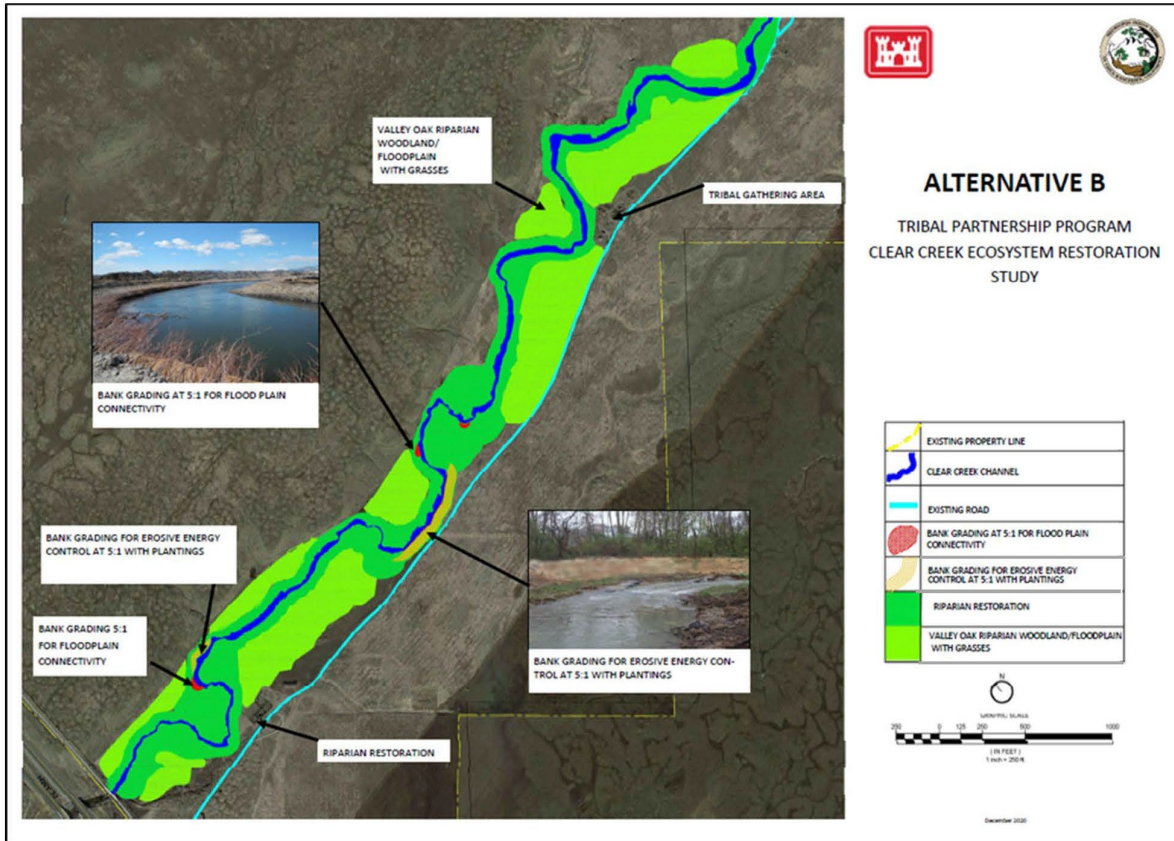 VALLEY OAK RIPARIAN
WOODLAND/
FLOODPLAIN
WITH GRASSES
TRIBAL GATHERING AREA
BANK GRADING AT 5:1 FOR FLOOD PLAIN
CONNECTIVITY
BANK GRADING FOR EROSIVE ENERGY
CONTROL AT 5:1 WITH PLANTINGS
BANK GRADING 5:1
FOR FLOODPLAIN
CONNECTIVITY
BANK GRADING FOR EROSIVE ENERGY CON-
TROL AT 5:1 WITH PLANTINGS
RIPARIAN RESTORATION
ALTERNATIVE B
TRIBAL PARTNERSHIP PROGRAM
CLEAR CREEK ECOSYSTEM RESTORATION
STUDY
EXISTING PROPERTY LINE
CLEAR CREEK CHANNEL
EXISTING ROAD
BANK GRADING AT 5:1 FOR FLOOD PLAIN
CONNECTIVITY
BANK GRADING FOR EROSIVE ENERGY
CONTROL AT 5:1 WITH PLANTINGS
RIPARIAN RESTORATION
VALLEY OAK RIPARIAN WOODLAND/FLOODPLAIN
WITH GRASSES
N
GRAPHIC SCALE
250 0 125 250 500 1000
( IN FEET )
1 inch = 250 ft.
December 2020